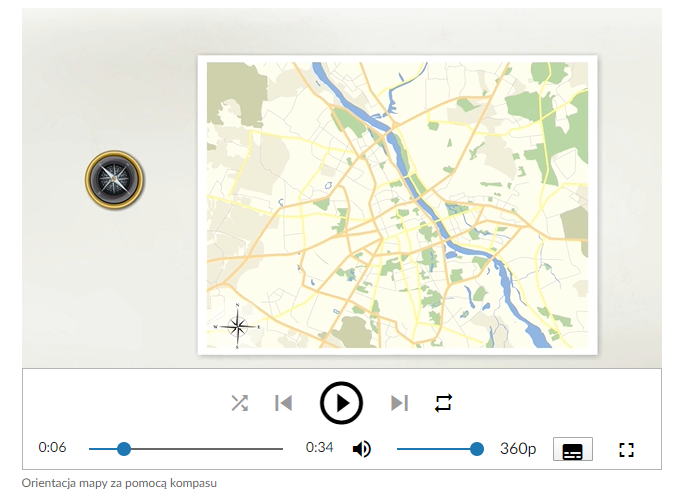 N
W E
S
0:06 0:34 360p
Orientacja mapy za pomocą kompasu